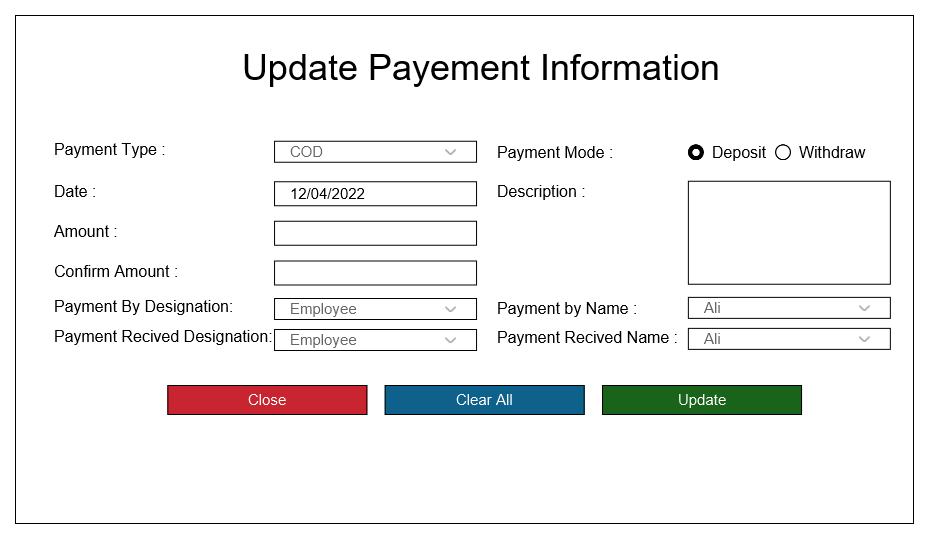 Update Payement Information
Payment Type :
COD
Payment Mode :
Deposit
Withdraw
Date :
12/04/2022
Description :
Amount :
Confirm Amount :
Payment By Designation:
Employee
Payment by Name :
Ali
Payment Recived Designation:
Employee
Payment Recived Name :
Ali
Close
Clear All
Update